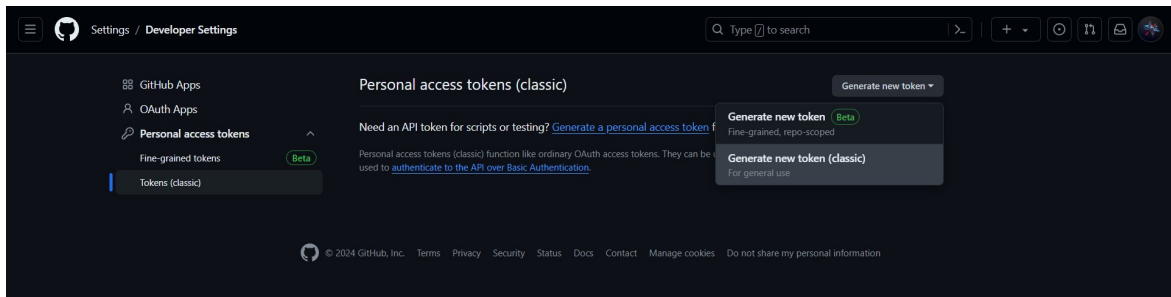 Settings / Developer Settings
Type / to search
GitHub Apps
OAuth Apps
Personal access tokens
Fine-grained tokens Beta
Tokens (classic)
Personal access tokens (classic)
Generate new token
Need an API token for scripts or testing? Generate a personal access token f
Personal access tokens (classic) function like ordinary OAuth access tokens. They can be
used to authenticate to the API over Basic Authentication.
Generate new token Beta
Fine-grained, repo-scoped
Generate new token (classic)
For general use
© 2024 GitHub, Inc. Terms Privacy Security Status Docs Contact Manage cookies Do not share my personal information